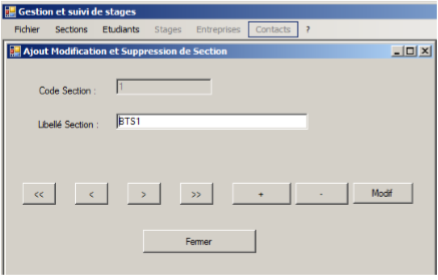 Gestion et suivi de stages
Fichier Sections Etudiants Stages Entreprises Contacts ?
Ajout Modification et Suppression de Section
Code Section : 1
Libellé Section : BTS1
<< < > >> + - Modif
Fermer